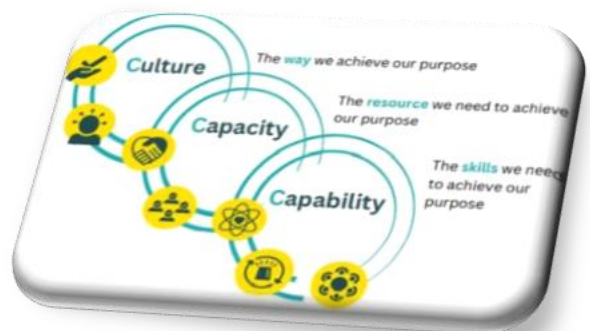 Culture
The way we achieve our purpose
Capacity
The resource we need to achieve
our purpose
Capability
The skills we need
to achieve our
purpose